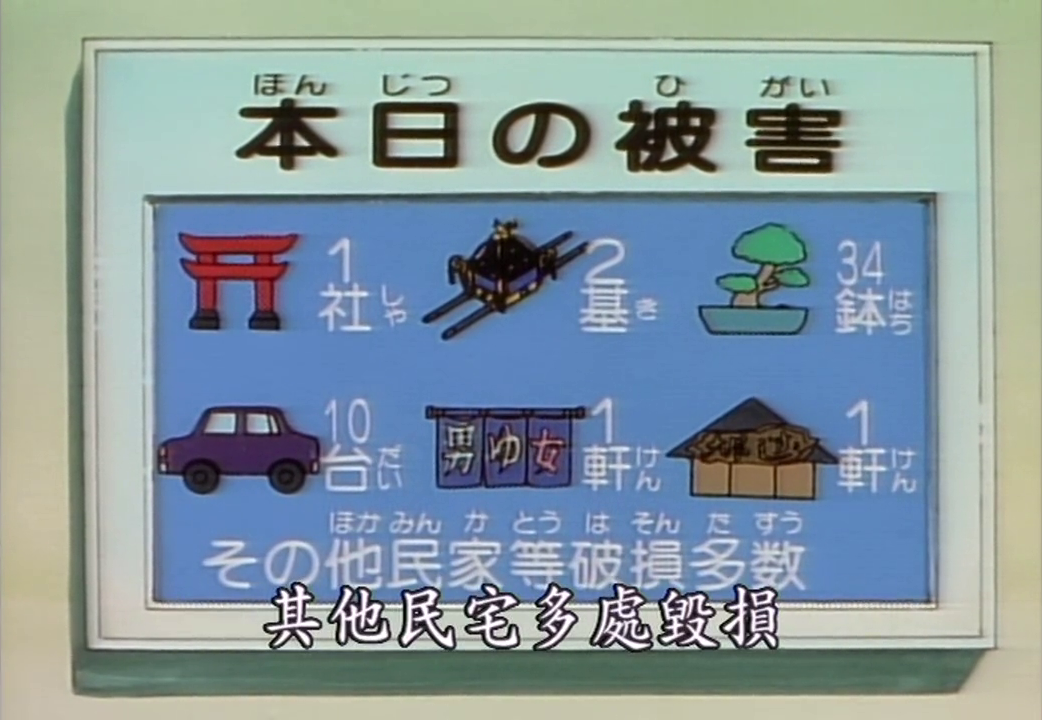 ほん じつ ひ がい
本日の被害
1 2 34
社 しゃ 基 き 鉢 はち
10 男 ゆ 女 1 1
台 だい 軒 けん 軒 けん
ほか みん か とう は そん た すう
その他民家等破損多数
其他民宅多處毀損